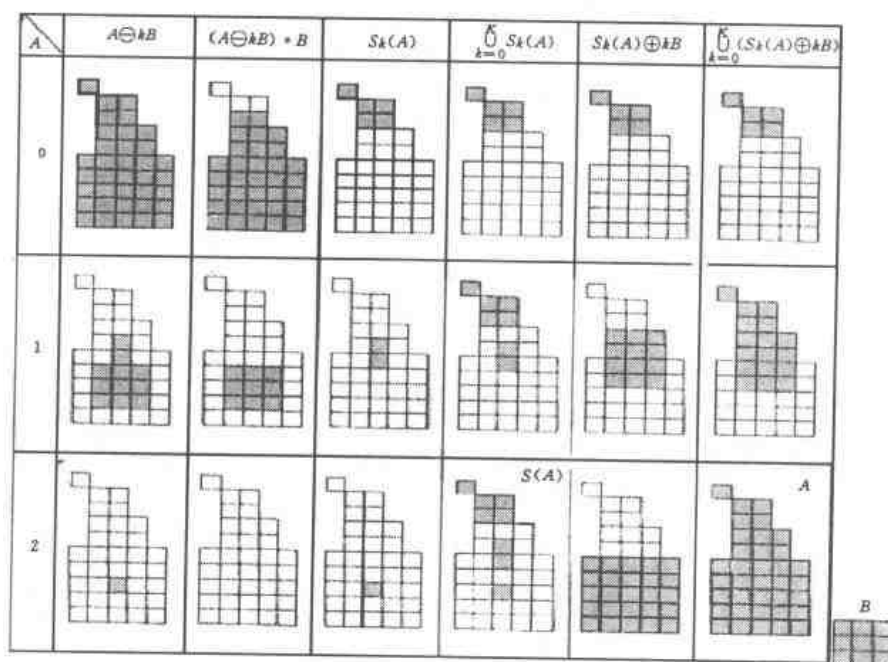 A
A⊖kB
(A⊖kB) ∘ B
Sk(A)
K ∪ k=0 Sk(A)
Sk(A)⊕kB
K ∪ k=0 (Sk(A)⊕kB)
0
1
2
S(A)
A
B